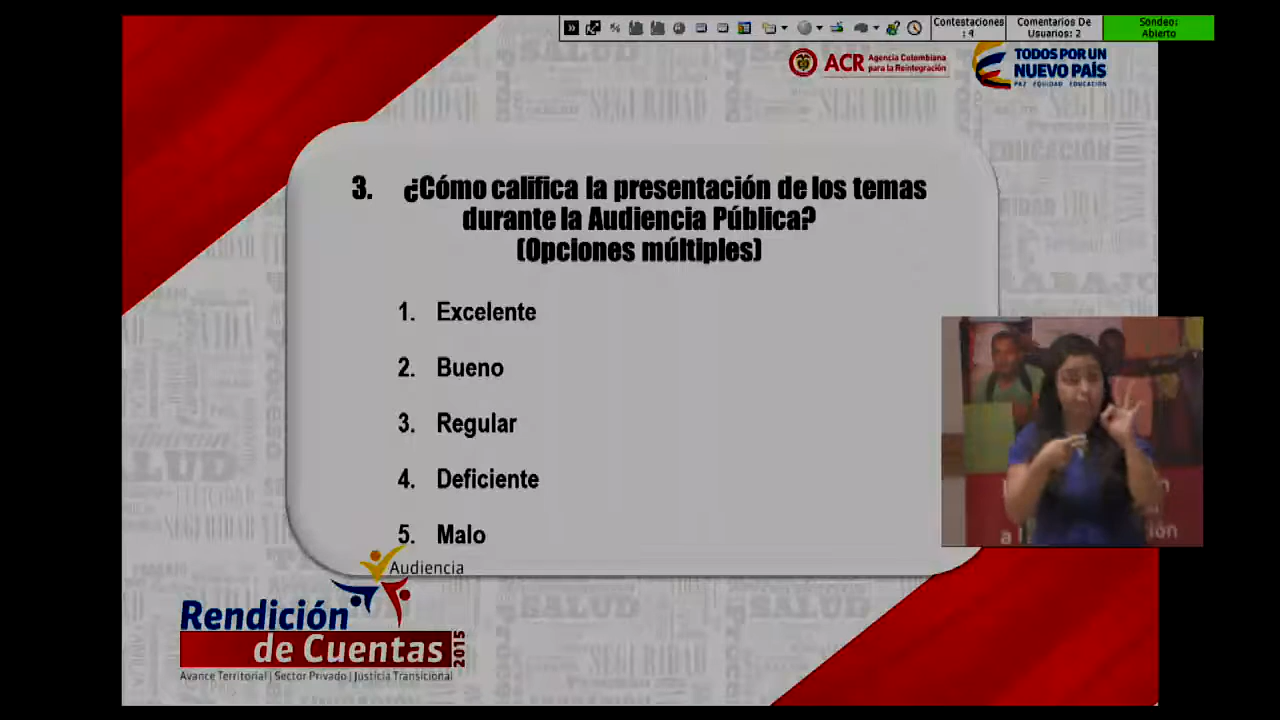 Contestaciones
: 4
Comentarios De
Usuarios: 2
Sondeo:
Abierto
ACR Agencia Colombiana
para la Reintegración
TODOS POR UN
NUEVO PAÍS
PAZ EQUIDAD EDUCACIÓN
3. ¿Cómo califica la presentación de los temas
durante la Audiencia Pública?
(Opciones múltiples)
1. Excelente
2. Bueno
3. Regular
4. Deficiente
5. Malo
Audiencia
Rendición
de Cuentas 2015
Avance Territorial | Sector Privado | Justicia Transicional